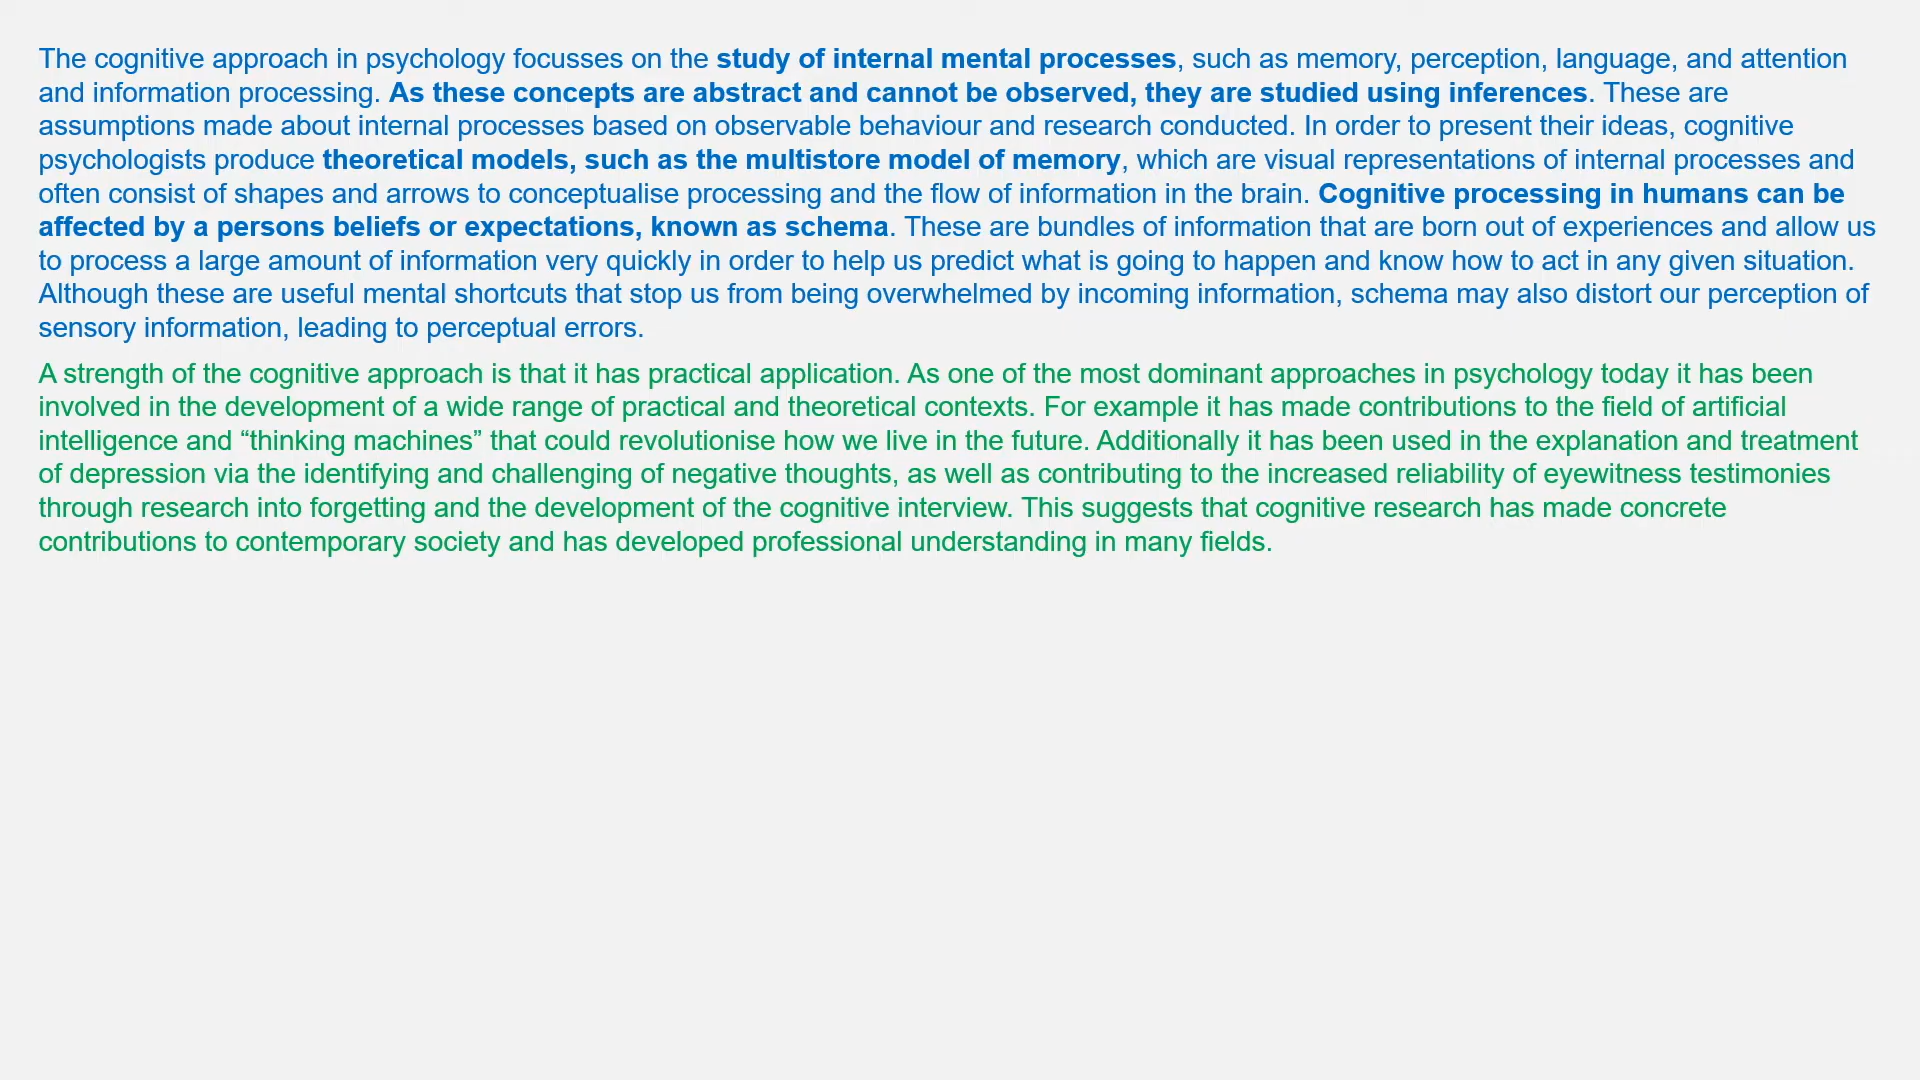 The cognitive approach in psychology focusses on the study of internal mental processes, such as memory, perception, language, and attention
and information processing. As these concepts are abstract and cannot be observed, they are studied using inferences. These are
assumptions made about internal processes based on observable behaviour and research conducted. In order to present their ideas, cognitive
psychologists produce theoretical models, such as the multistore model of memory, which are visual representations of internal processes and
often consist of shapes and arrows to conceptualise processing and the flow of information in the brain. Cognitive processing in humans can be
affected by a persons beliefs or expectations, known as schema. These are bundles of information that are born out of experiences and allow us
to process a large amount of information very quickly in order to help us predict what is going to happen and know how to act in any given situation.
Although these are useful mental shortcuts that stop us from being overwhelmed by incoming information, schema may also distort our perception of
sensory information, leading to perceptual errors.
A strength of the cognitive approach is that it has practical application. As one of the most dominant approaches in psychology today it has been
involved in the development of a wide range of practical and theoretical contexts. For example it has made contributions to the field of artificial
intelligence and “thinking machines” that could revolutionise how we live in the future. Additionally it has been used in the explanation and treatment
of depression via the identifying and challenging of negative thoughts, as well as contributing to the increased reliability of eyewitness testimonies
through research into forgetting and the development of the cognitive interview. This suggests that cognitive research has made concrete
contributions to contemporary society and has developed professional understanding in many fields.